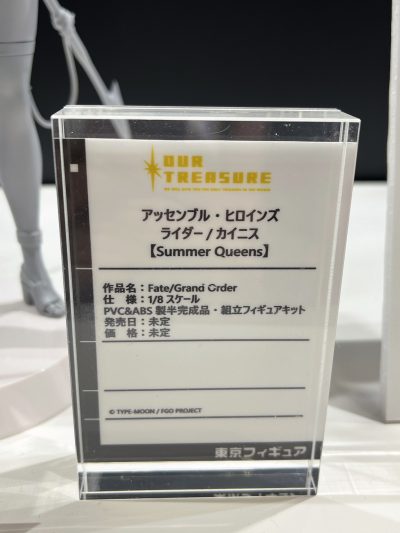 OUR
TREASURE
アッセンブル・ヒロインズ
ライダー/カイニス
【Summer Queens】
作品名:Fate/Grand Order
仕 様:1/8 スケール
PVC&ABS 製半完成品・組立フィギュアキット
発売日:未定
価 格:未定
© TYPE-MOON / FGO PROJECT
東京フィギュア